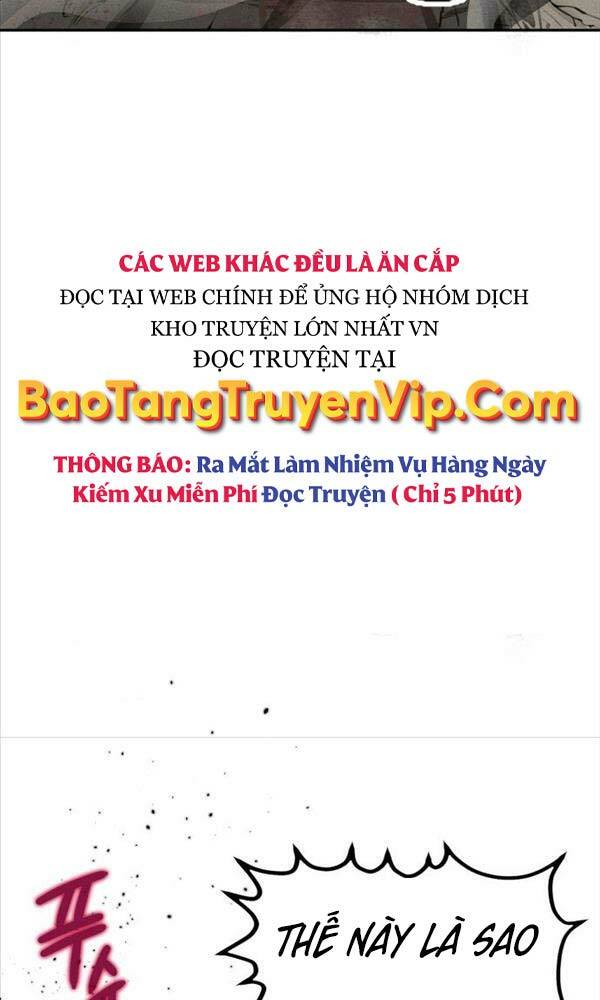 CÁC WEB KHÁC ĐỀU LÀ ĂN CẮP
ĐỌC TẠI WEB CHÍNH ĐỂ ỦNG HỘ NHÓM DỊCH
KHO TRUYỆN LỚN NHẤT VN
ĐỌC TRUYỆN TẠI
BaoTangTruyenVip.Com
THÔNG BÁO: Ra Mắt Làm Nhiệm Vụ Hàng Ngày
Kiếm Xu Miễn Phí Đọc Truyện ( Chỉ 5 Phút)
THẾ NÀY LÀ SAO
푸슈